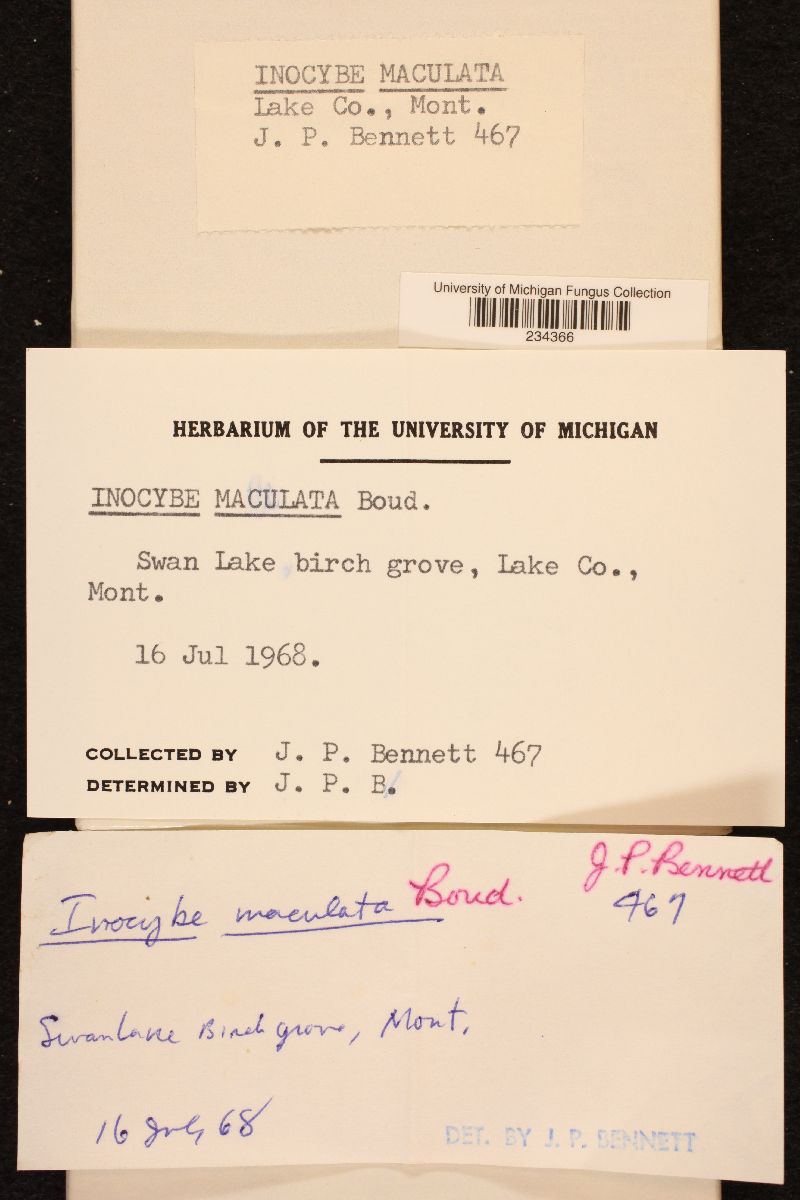 INOCYBE MACULATA
Lake Co., Mont.
J. P. Bennett 467
University of Michigan Fungus Collection
234366
HERBARIUM OF THE UNIVERSITY OF MICHIGAN
INOCYBE MACULATA Boud.
Swan Lake birch grove, Lake Co.,
Mont.
16 Jul 1968.
COLLECTED BY J. P. Bennett 467
DETERMINED BY J. P. B.
J. P. Bennett
Inocybe maculata Boud.
467
Swan Lake Birch grove, Mont.
16 July 68
DET. BY J. P. BENNETT